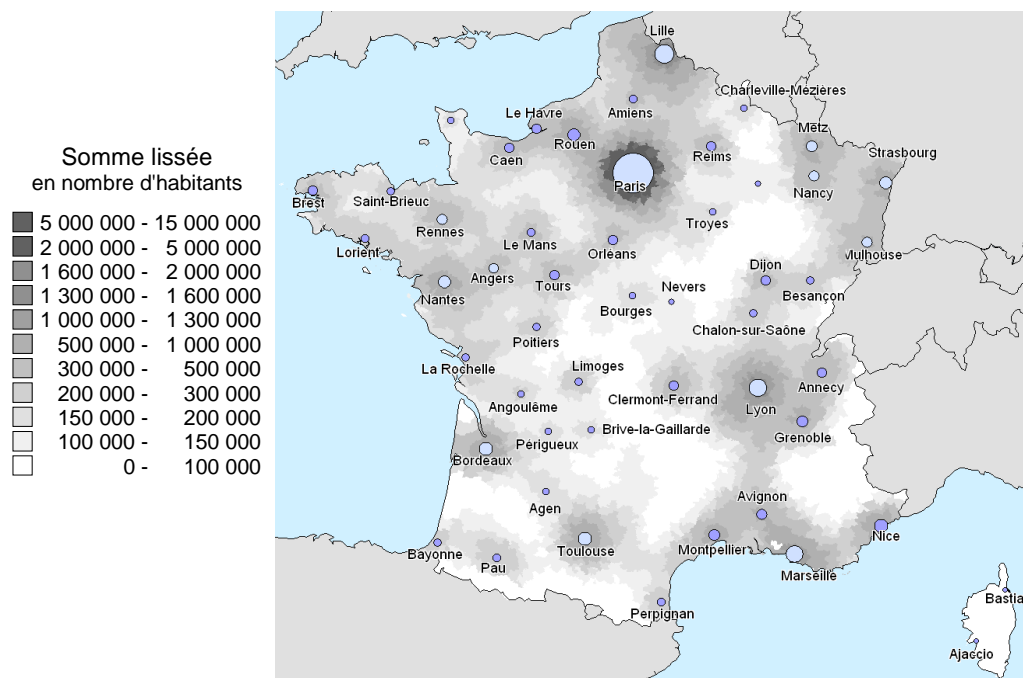 Somme lissée
en nombre d'habitants
5 000 000 - 15 000 000
2 000 000 - 5 000 000
1 600 000 - 2 000 000
1 300 000 - 1 600 000
1 000 000 - 1 300 000
500 000 - 1 000 000
300 000 - 500 000
200 000 - 300 000
150 000 - 200 000
100 000 - 150 000
0 - 100 000
Lille
Charleville-Mézières
Amiens
Le Havre
Rouen
Caen
Reims
Metz
Strasbourg
Paris
Nancy
Brest
Saint-Brieuc
Rennes
Troyes
Lorient
Le Mans
Orléans
Mulhouse
Dijon
Angers
Tours
Nantes
Nevers
Besançon
Bourges
Chalon-sur-Saône
Poitiers
La Rochelle
Limoges
Annecy
Clermont-Ferrand
Angoulême
Lyon
Brive-la-Gaillarde
Grenoble
Périgueux
Bordeaux
Avignon
Agen
Nice
Bayonne
Toulouse
Montpellier
Pau
Marseille
Perpignan
Bastia
Ajaccio